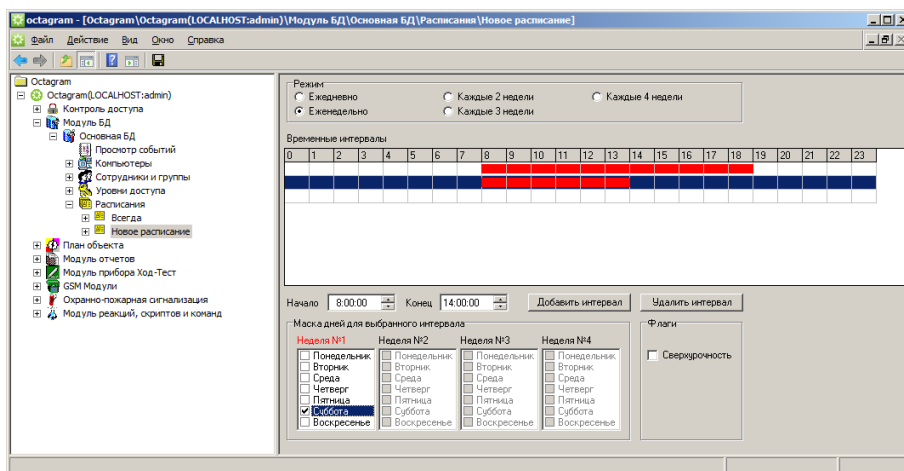 octagram - [Octagram\Octagram(LOCALHOST:admin)\Модуль БД\Основная БД\Расписания\Новое расписание]
Файл Действие Вид Окно Справка
Octagram
Octagram(LOCALHOST:admin)
Контроль доступа
Модуль БД
Основная БД
Просмотр событий
Компьютеры
Сотрудники и группы
Уровни доступа
Расписания
Всегда
Новое расписание
План объекта
Модуль отчетов
Модуль прибора Ход-Тест
GSM Модули
Охранно-пожарная сигнализация
Модуль реакций, скриптов и команд
Режим
Ежедневно Каждые 2 недели Каждые 4 недели
Еженедельно Каждые 3 недели
Временные интервалы
0 1 2 3 4 5 6 7 8 9 10 11 12 13 14 15 16 17 18 19 20 21 22 23
Начало 8:00:00 Конец 14:00:00 Добавить интервал Удалить интервал
Маска дней для выбранного интервала
Неделя №1 Неделя №2 Неделя №3 Неделя №4
Понедельник Понедельник Понедельник Понедельник
Вторник Вторник Вторник Вторник
Среда Среда Среда Среда
Четверг Четверг Четверг Четверг
Пятница Пятница Пятница Пятница
Суббота Суббота Суббота Суббота
Воскресенье Воскресенье Воскресенье Воскресенье
Флаги
Сверхурочность